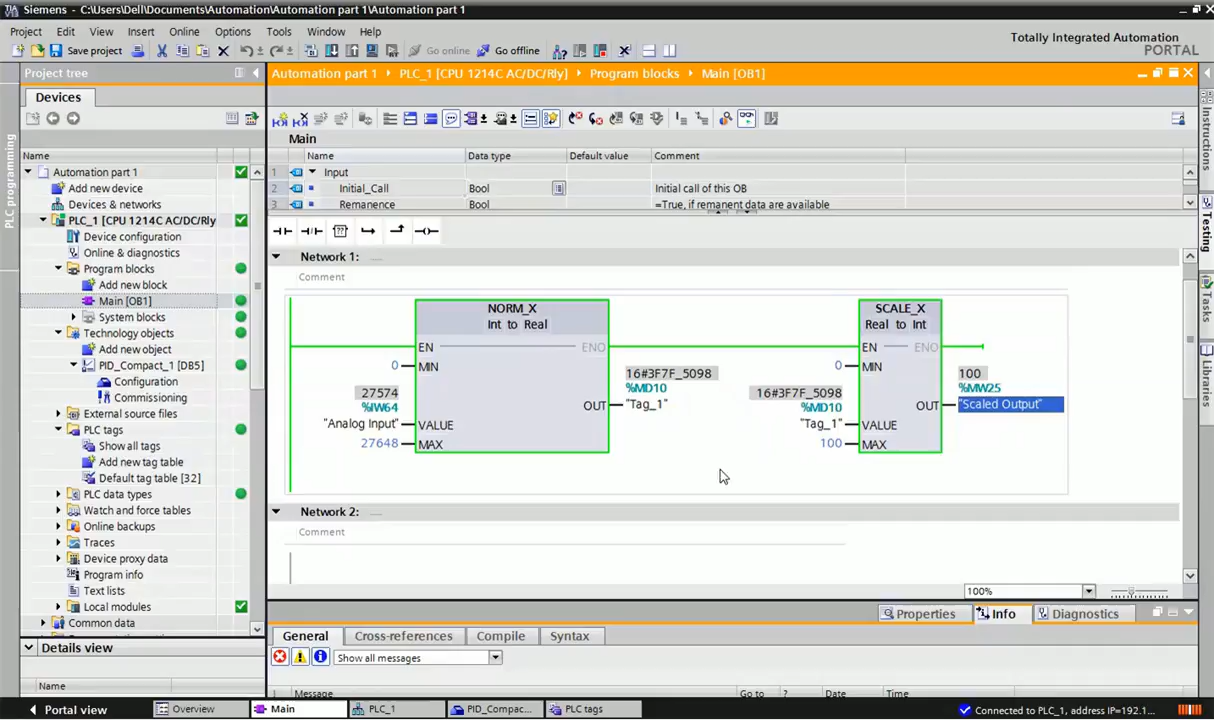 Siemens - C:\Users\Dell\Documents\Automation\Automation part 1\Automation part 1
Project Edit View Insert Online Options Tools Window Help
Totally Integrated Automation
PORTAL
Save project Go online Go offline
Project tree
Automation part 1 PLC_1 [CPU 1214C AC/DC/Rly] Program blocks Main [OB1]
Devices
Main
Name
Name Data type Default value Comment
1 Input
2 Initial_Call Bool Initial call of this OB
3 Remanence Bool =True, if remanent data are available
Automation part 1
Add new device
Devices & networks
PLC_1 [CPU 1214C AC/DC/Rly
Device configuration
Online & diagnostics
Program blocks
Add new block
Main [OB1]
System blocks
Technology objects
Add new object
PID_Compact_1 [DB5]
Configuration
Commissioning
External source files
PLC tags
Show all tags
Add new tag table
Default tag table [32]
PLC data types
Watch and force tables
Online backups
Traces
Device proxy data
Program info
Text lists
Local modules
Common data
Details view
Name
PLC programming
Network 1:
Comment
NORM_X
Int to Real
EN ENO
0 MIN
27574
%IW64
"Analog Input" VALUE
27648 MAX
OUT
16#3F7F_5098
%MD10
"Tag_1"
SCALE_X
Real to Int
EN ENO
0 MIN
16#3F7F_5098
%MD10
"Tag_1" VALUE
100 MAX
OUT
100
%MW25
"Scaled Output"
Network 2:
Comment
100%
Properties Info Diagnostics
General Cross-references Compile Syntax
Show all messages
Message Go to ? Date Time
Instructions
Testing
Tasks
Libraries
Portal view Overview Main PLC_1 PID_Compac... PLC tags Connected to PLC_1, address IP=192.1...